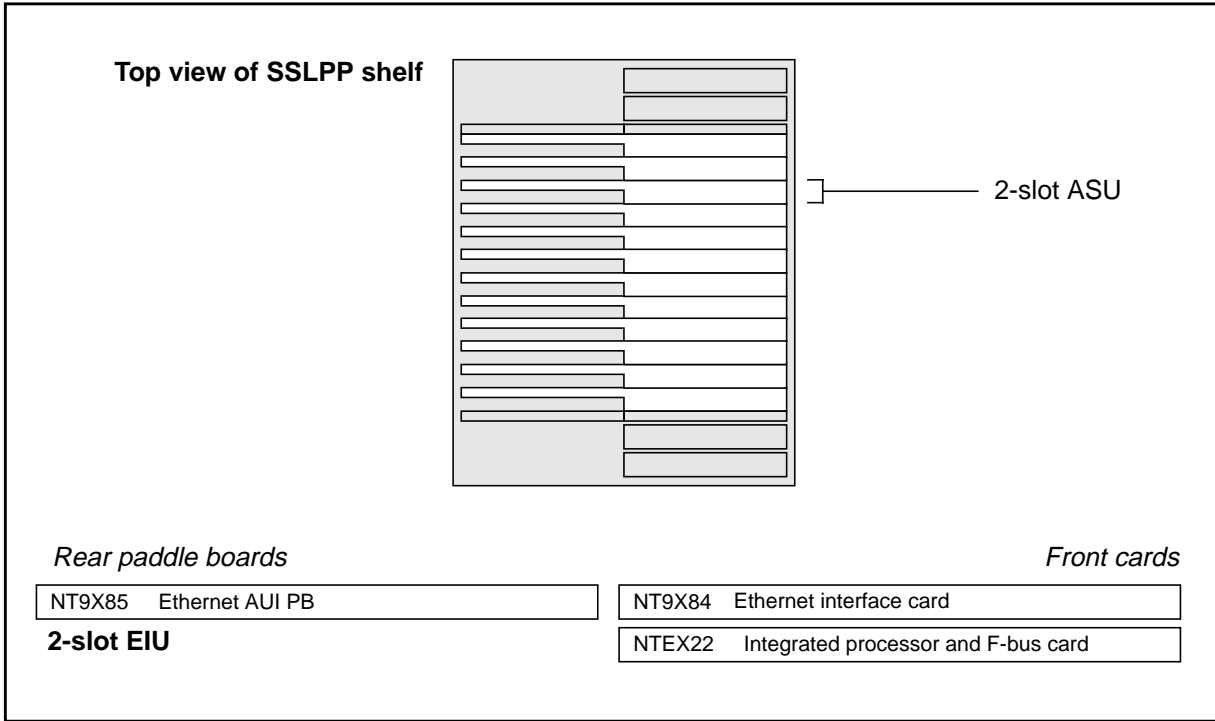 Top view of SSLPP shelf
2-slot ASU
Rear paddle boards
Front cards
NT9X85 Ethernet AUI PB
NT9X84 Ethernet interface card
2-slot EIU
NTEX22 Integrated processor and F-bus card